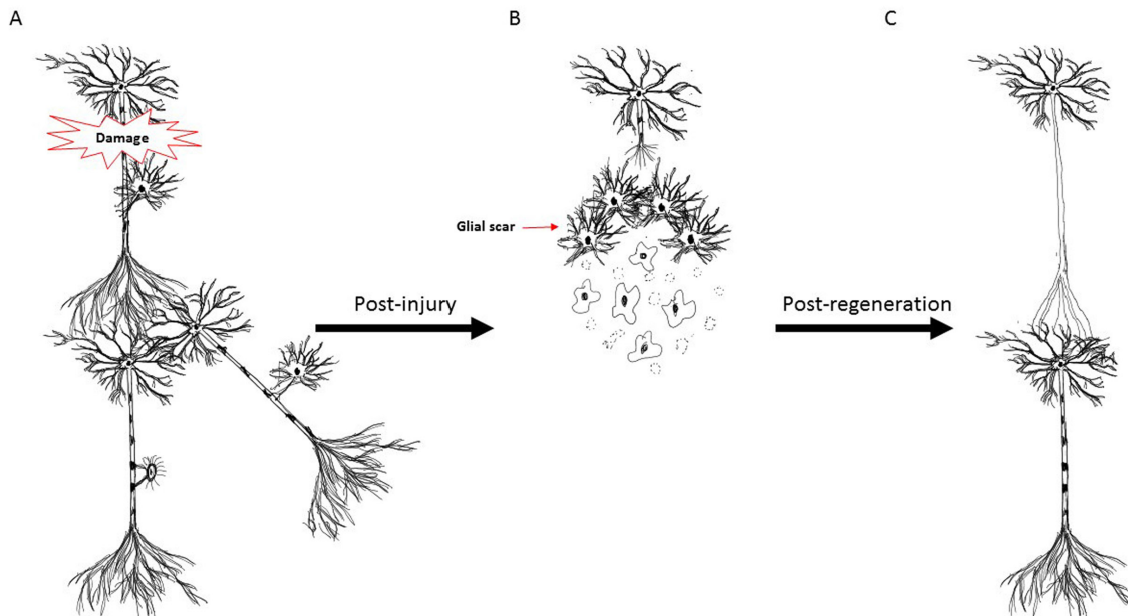 A
B
C
Damage
Glial scar
Post-injury
Post-regeneration